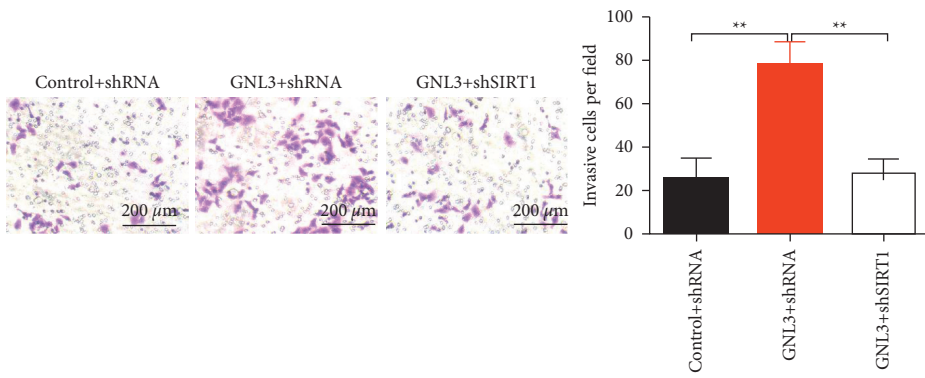 Control+shRNA
GNL3+shRNA
GNL3+shSIRT1
200 μm
200 μm
200 μm
Invasive cells per field
100
80
60
40
20
0
**
**
Control+shRNA
GNL3+shRNA
GNL3+shSIRT1